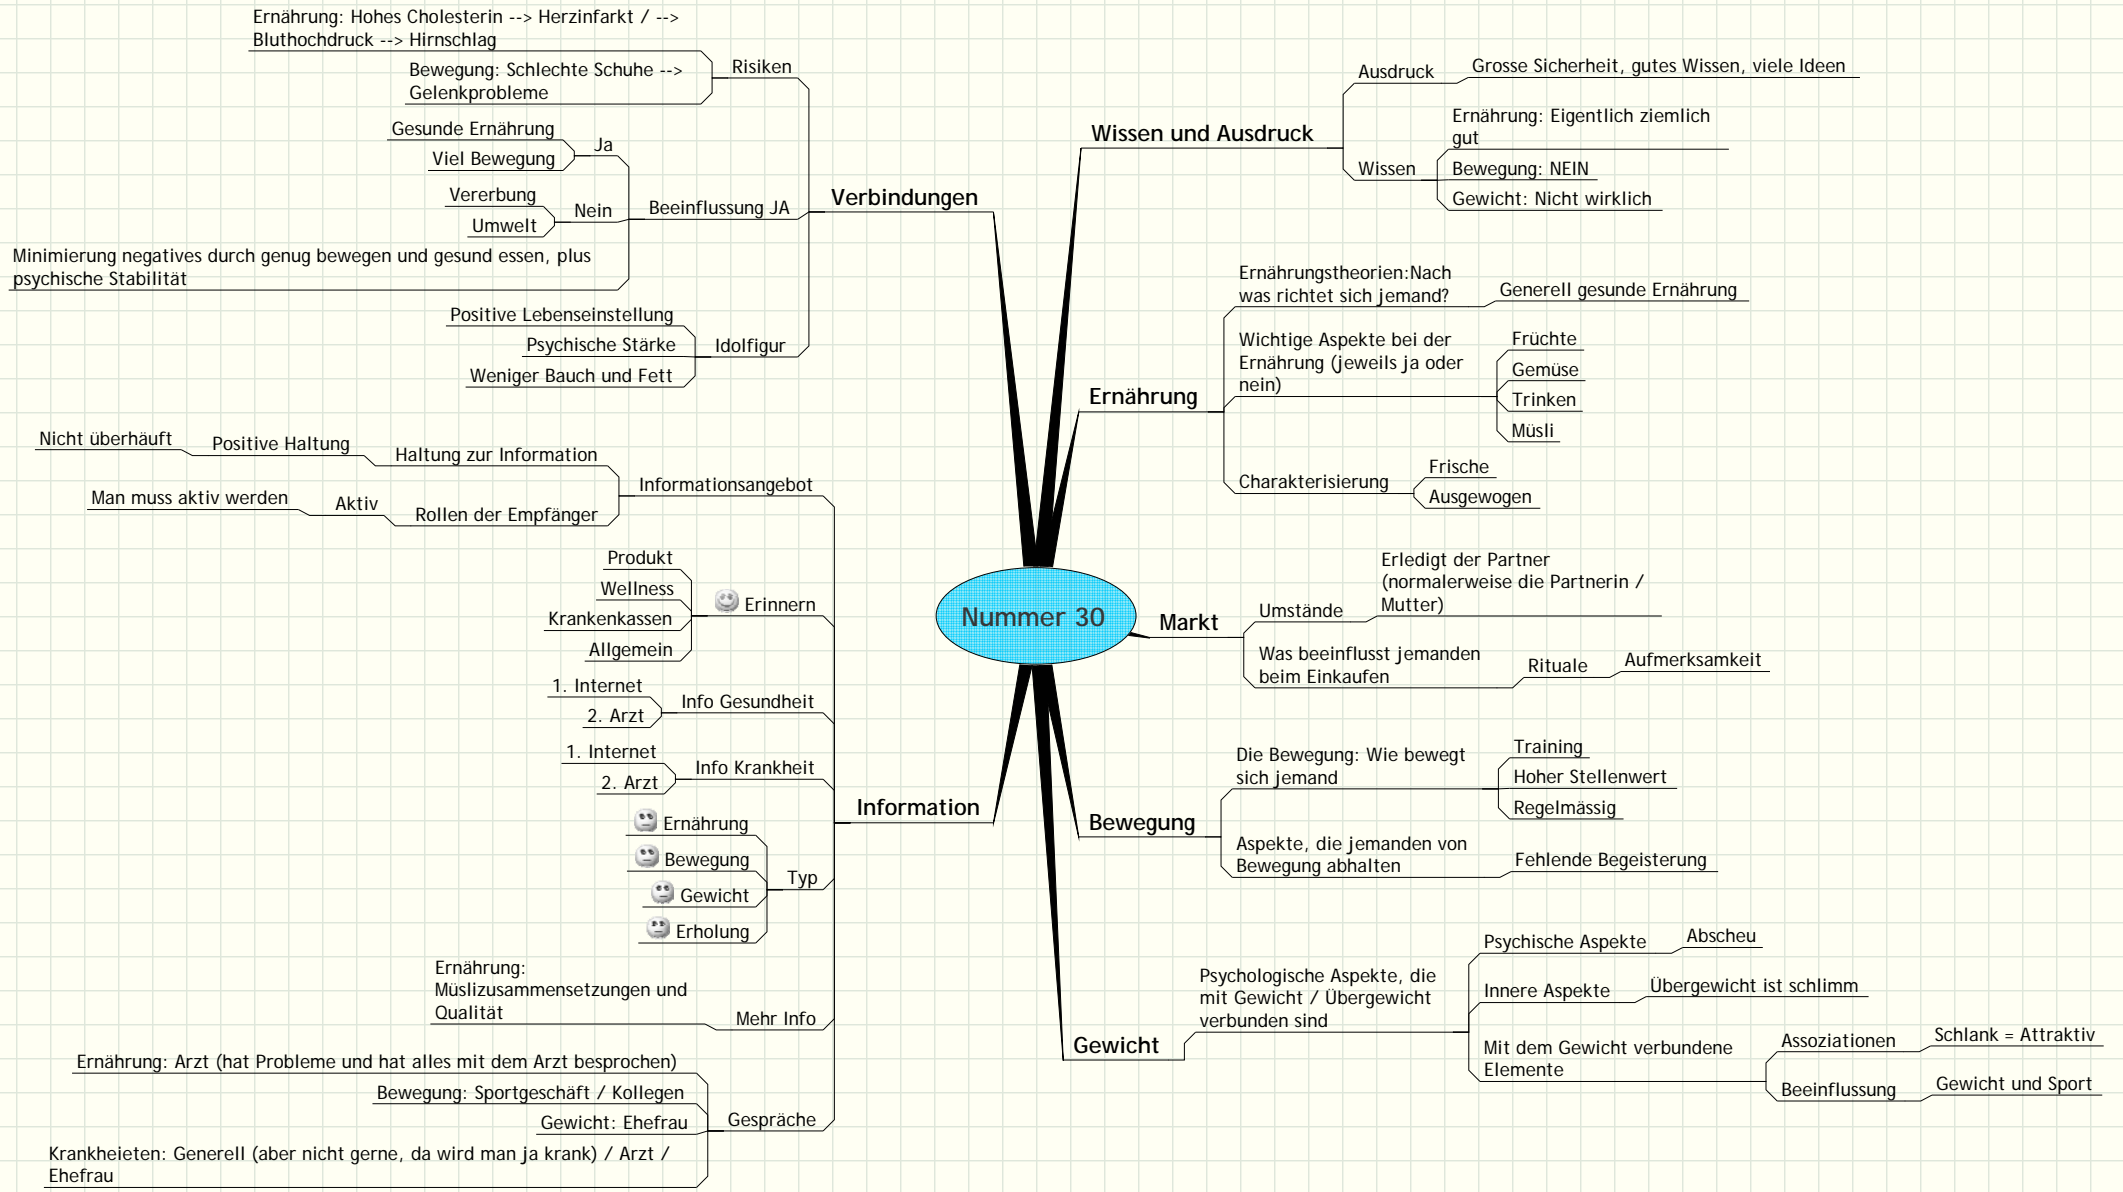 Nummer 30
Wissen und Ausdruck
Ausdruck
Grosse Sicherheit, gutes Wissen, viele Ideen
Wissen
Ernährung: Eigentlich ziemlich
gut
Bewegung: NEIN
Gewicht: Nicht wirklich
Ernährung
Ernährungstheorien:Nach
was richtet sich jemand?
Generell gesunde Ernährung
Wichtige Aspekte bei der
Ernährung (jeweils ja oder
nein)
Früchte
Gemüse
Trinken
Müsli
Charakterisierung
Frische
Ausgewogen
Markt
Umstände
Erledigt der Partner
(normalerweise die Partnerin /
Mutter)
Was beeinflusst jemanden
beim Einkaufen
Rituale
Aufmerksamkeit
Bewegung
Die Bewegung: Wie bewegt
sich jemand
Training
Hoher Stellenwert
Regelmässig
Aspekte, die jemanden von
Bewegung abhalten
Fehlende Begeisterung
Gewicht
Psychologische Aspekte, die
mit Gewicht / Übergewicht
verbunden sind
Psychische Aspekte
Abscheu
Innere Aspekte
Übergewicht ist schlimm
Mit dem Gewicht verbundene
Elemente
Assoziationen
Schlank = Attraktiv
Beeinflussung
Gewicht und Sport
Verbindungen
Risiken
Ernährung: Hohes Cholesterin --> Herzinfarkt / -->
Bluthochdruck --> Hirnschlag
Bewegung: Schlechte Schuhe -->
Gelenkprobleme
Beeinflussung JA
Ja
Gesunde Ernährung
Viel Bewegung
Nein
Vererbung
Umwelt
Minimierung negatives durch genug bewegen und gesund essen, plus
psychische Stabilität
Idolfigur
Positive Lebenseinstellung
Psychische Stärke
Weniger Bauch und Fett
Information
Informationsangebot
Haltung zur Information
Positive Haltung
Nicht überhäuft
Rollen der Empfänger
Aktiv
Man muss aktiv werden
Erinnern
Produkt
Wellness
Krankenkassen
Allgemein
Info Gesundheit
1. Internet
2. Arzt
Info Krankheit
1. Internet
2. Arzt
Typ
Ernährung
Bewegung
Gewicht
Erholung
Mehr Info
Ernährung:
Müslizusammensetzungen und
Qualität
Gespräche
Ernährung: Arzt (hat Probleme und hat alles mit dem Arzt besprochen)
Bewegung: Sportgeschäft / Kollegen
Gewicht: Ehefrau
Krankheieten: Generell (aber nicht gerne, da wird man ja krank) / Arzt /
Ehefrau